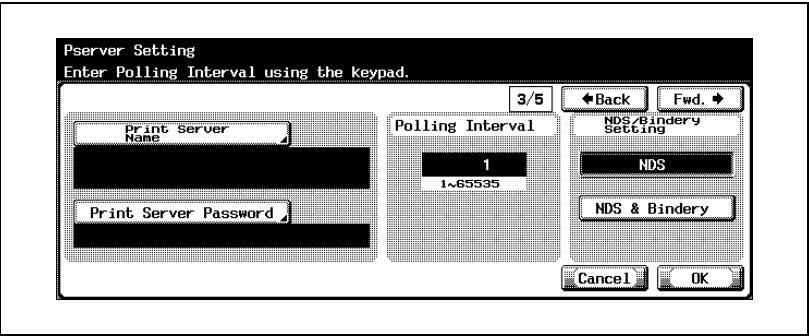 Pserver Setting
Enter Polling Interval using the keypad.
3/5
←Back
Fwd. →
Print Server
Name
Print Server Password
Polling Interval
1
1~65535
NDS/Bindery
Setting
NDS
NDS & Bindery
Cancel
OK